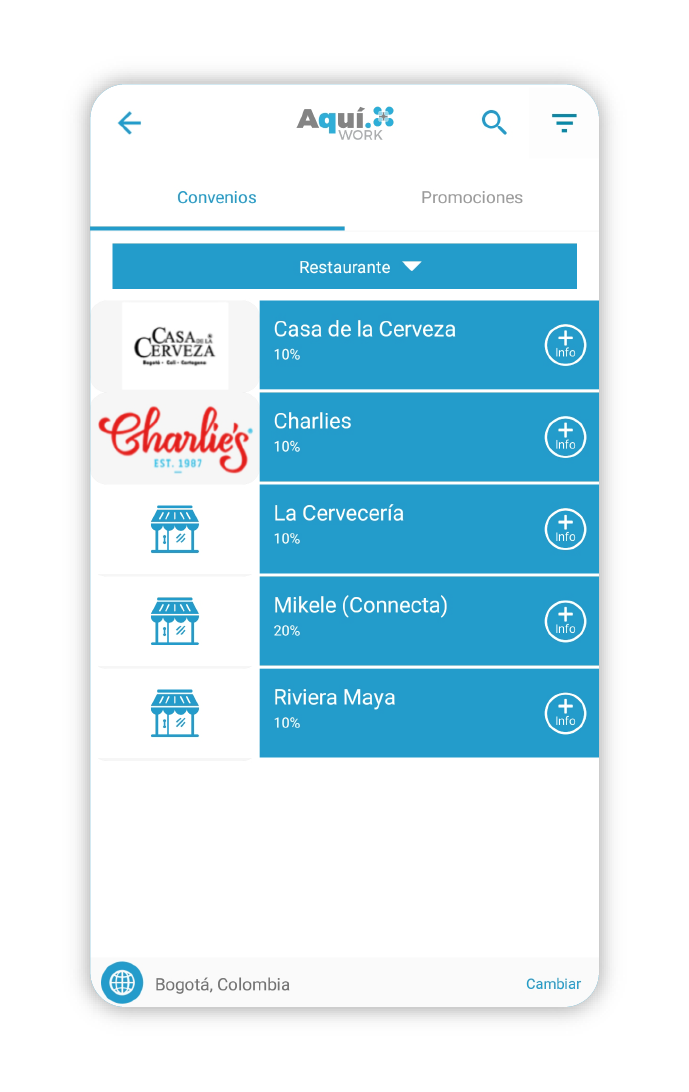 Aquí.
WORK
Convenios
Promociones
Restaurante
CASA DE LA
CERVEZA
Bogotá - Cali - Cartagena
Casa de la Cerveza
10%
Info
Charlie's
EST. 1987
Charlies
10%
Info
La Cervecería
10%
Info
Mikele (Connecta)
20%
Info
Riviera Maya
10%
Info
Bogotá, Colombia
Cambiar